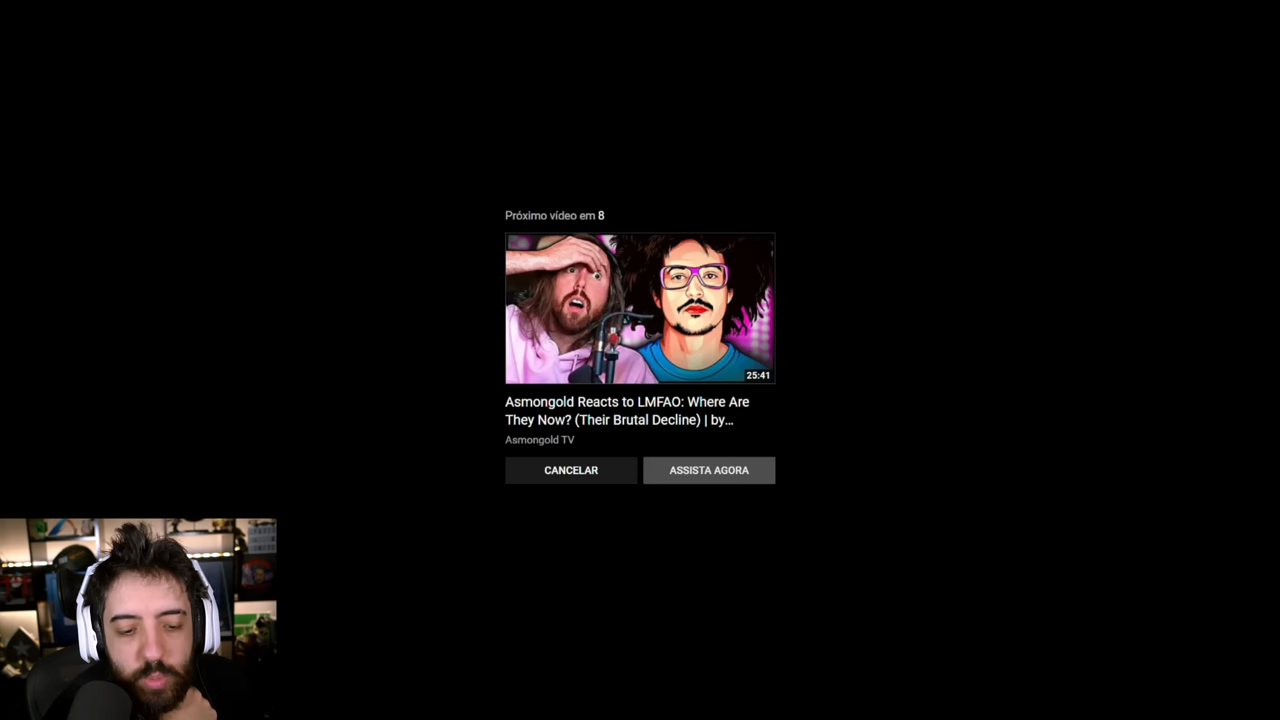 Próximo vídeo em 8
25:41
Asmongold Reacts to LMFAO: Where Are
They Now? (Their Brutal Decline) | by…
Asmongold TV
CANCELAR
ASSISTA AGORA